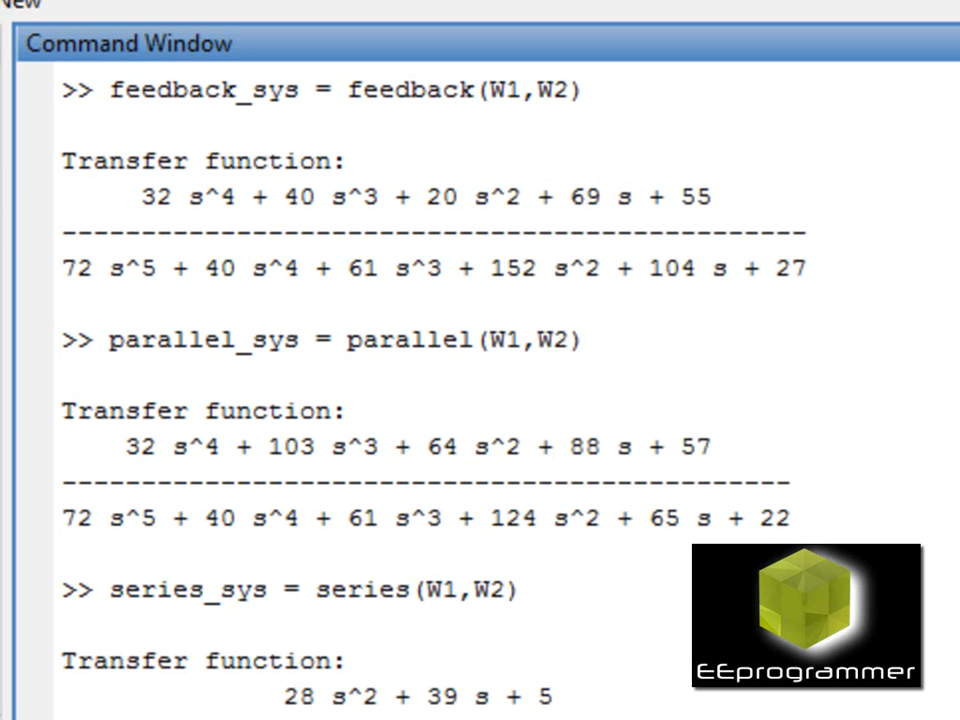 New
Command Window
>> feedback_sys = feedback(W1,W2)
Transfer function:
32 s^4 + 40 s^3 + 20 s^2 + 69 s + 55
-----------------------------------------------
72 s^5 + 40 s^4 + 61 s^3 + 152 s^2 + 104 s + 27
>> parallel_sys = parallel(W1,W2)
Transfer function:
32 s^4 + 103 s^3 + 64 s^2 + 88 s + 57
----------------------------------------------
72 s^5 + 40 s^4 + 61 s^3 + 124 s^2 + 65 s + 22
>> series_sys = series(W1,W2)
Transfer function:
28 s^2 + 39 s + 5
EEprogrammer